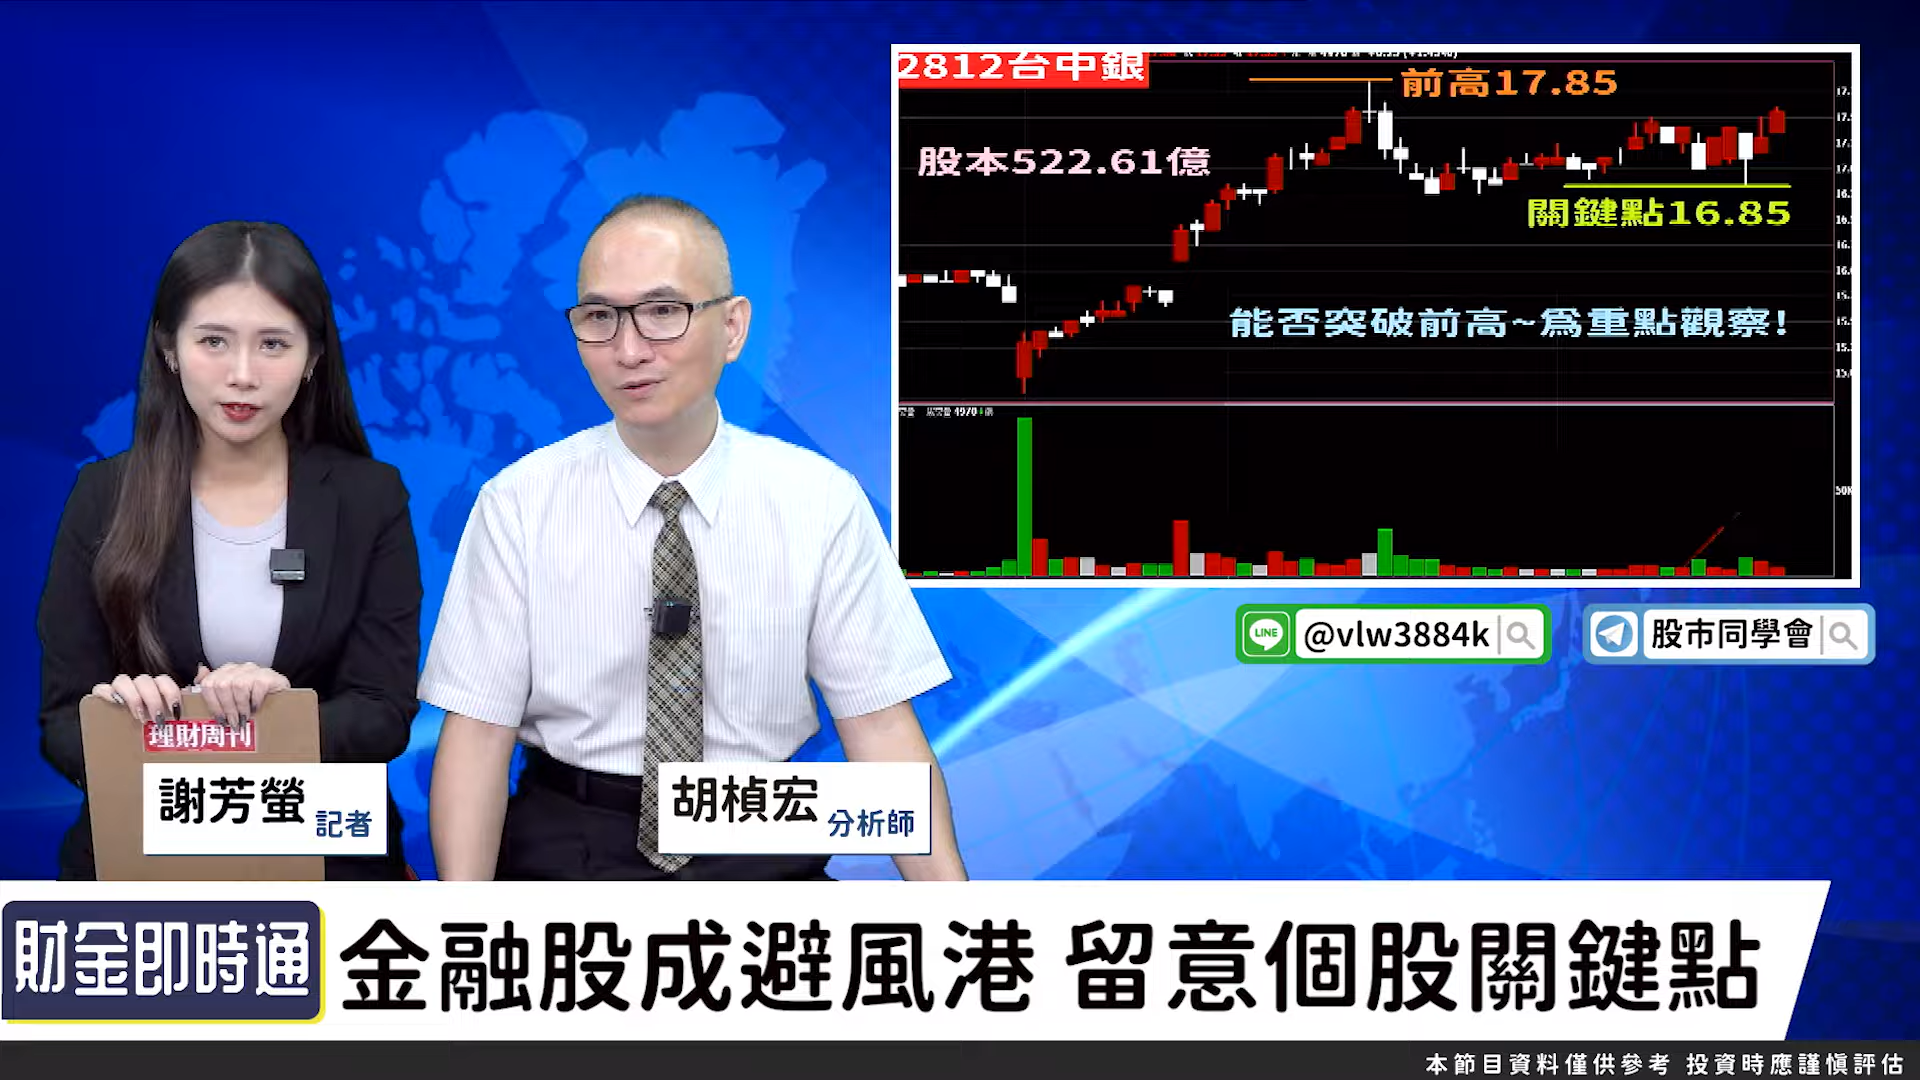 2812台中銀
前高17.85
股本522.61億
關鍵點16.85
能否突破前高~為重點觀察!
LINE
@vlw3884k
股市同學會
理財周刊
謝芳螢 記者
胡楨宏 分析師
財金即時通
金融股成避風港 留意個股關鍵點
本節目資料僅供參考 投資時應謹慎評估